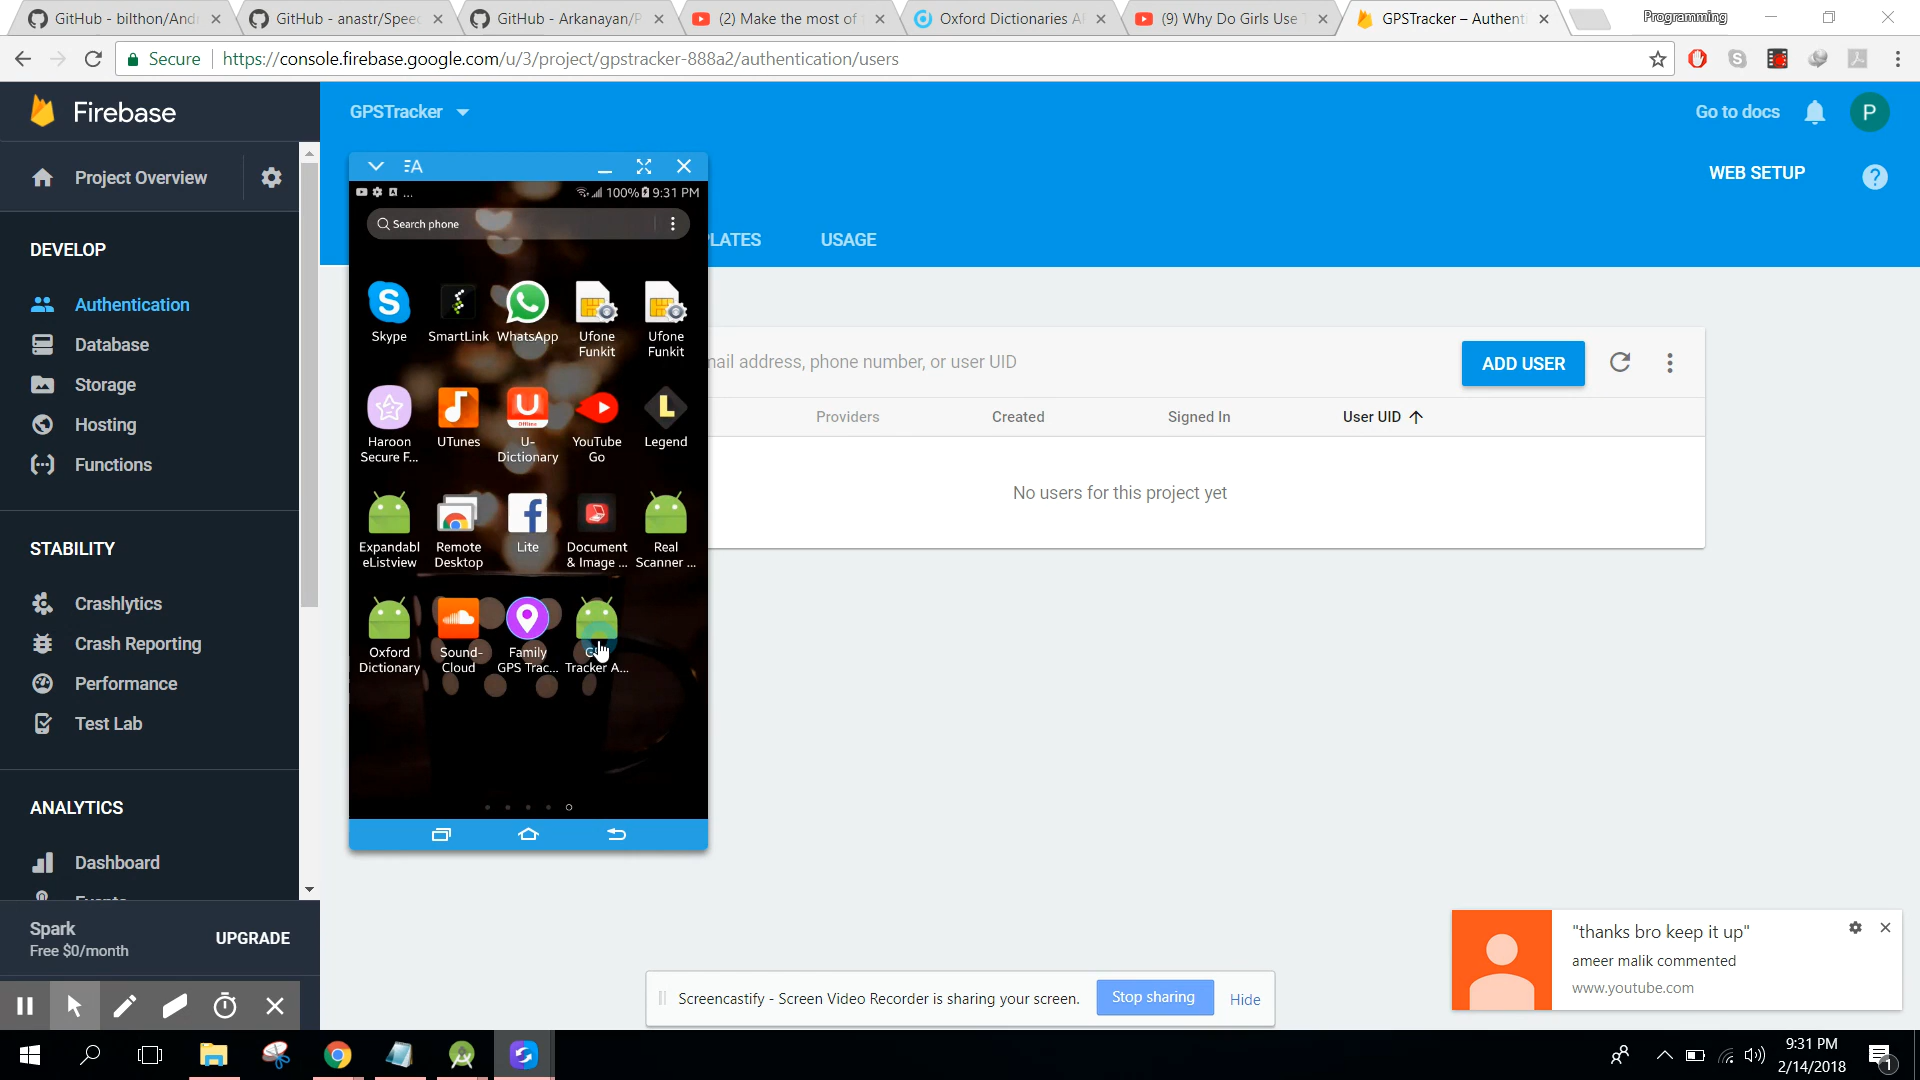 GitHub - bilthon/Andr
GitHub - anastr/Speed
GitHub - Arkanayan/P
(2) Make the most of
Oxford Dictionaries A
(9) Why Do Girls Use
GPSTracker – Authenti
Programming
Secure
https://console.firebase.google.com/u/3/project/gpstracker-888a2/authentication/users
Firebase
GPSTracker
Go to docs
P
Project Overview
WEB SETUP
?
PLATES
USAGE
DEVELOP
Authentication
Database
Storage
Hosting
Functions
STABILITY
Crashlytics
Crash Reporting
Performance
Test Lab
ANALYTICS
Dashboard
Events
Spark
Free $0/month
UPGRADE
A
100% 9:31 PM
Search phone
Skype
SmartLink
WhatsApp
Ufone
Funkit
Ufone
Funkit
Haroon
Secure F...
UTunes
U-
Dictionary
YouTube
Go
Legend
Expandabl
eListview
Remote
Desktop
Lite
Document
& Image ...
Real
Scanner ...
Oxford
Dictionary
Sound-
Cloud
Family
GPS Trac...
Tracker A...
mail address, phone number, or user UID
ADD USER
Providers
Created
Signed In
User UID
No users for this project yet
"thanks bro keep it up"
ameer malik commented
www.youtube.com
Screencastify - Screen Video Recorder is sharing your screen.
Stop sharing
Hide
9:31 PM
2/14/2018
1